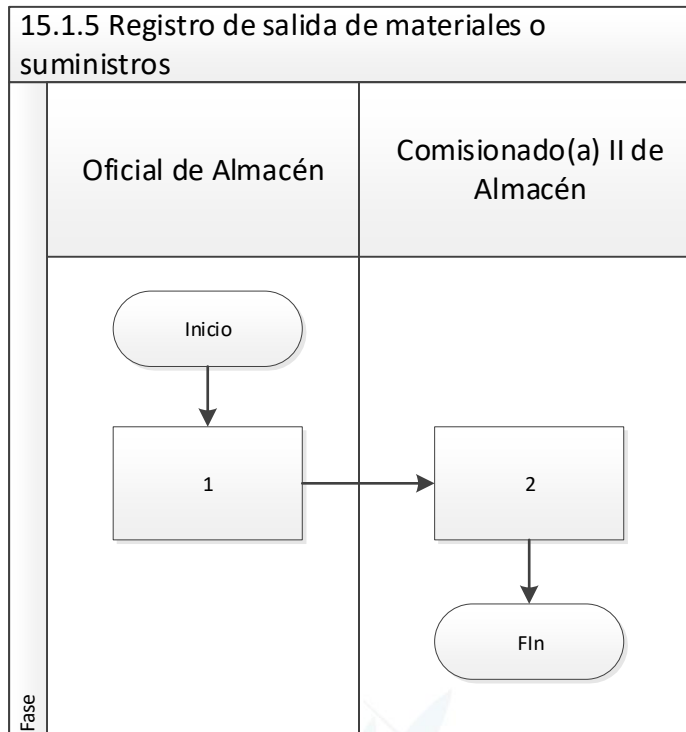 15.1.5 Registro de salida de materiales o
suministros
Oficial de Almacén
Comisionado(a) II de
Almacén
Inicio
1
2
FIn
Fase